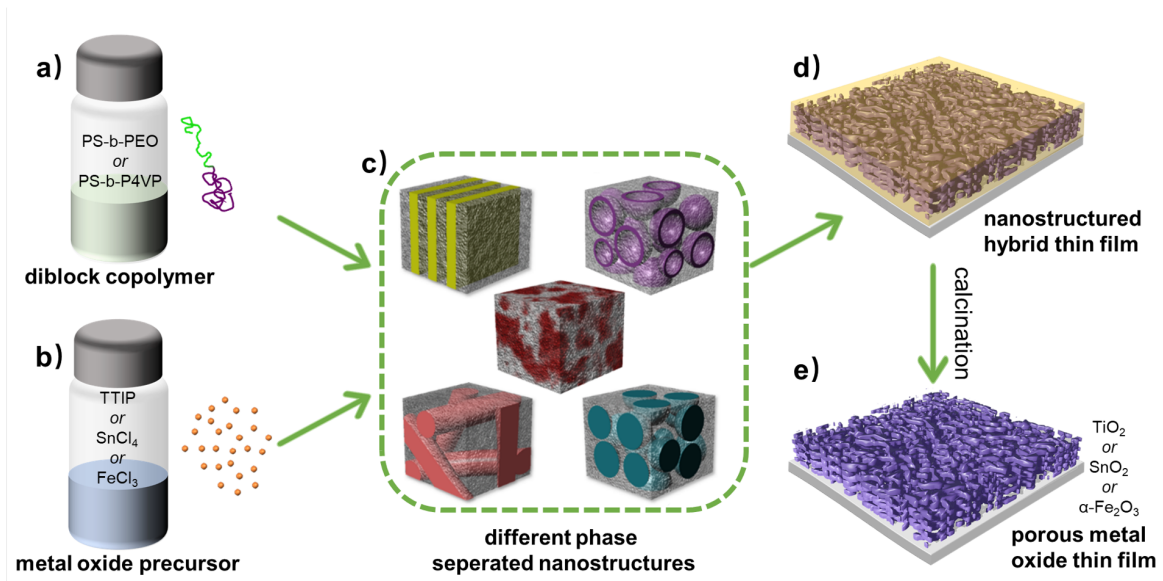 a)
PS-b-PEO
or
PS-b-P4VP
diblock copolymer
b)
TTIP
or
SnCl₄
or
FeCl₃
metal oxide precursor
c)
different phase
seperated nanostructures
d)
nanostructured
hybrid thin film
calcination
e)
TiO₂
or
SnO₂
or
α-Fe₂O₃
porous metal
oxide thin film